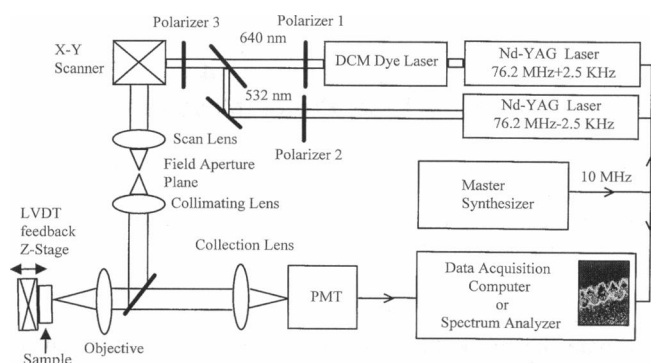 Polarizer 3
Polarizer 1
X-Y
Scanner
640 nm
DCM Dye Laser
Nd-YAG Laser
76.2 MHz+2.5 KHz
532 nm
Nd-YAG Laser
76.2 MHz-2.5 KHz
Polarizer 2
Scan Lens
Field Aperture
Plane
Collimating Lens
Master
Synthesizer
10 MHz
LVDT
feedback
Z-Stage
Collection Lens
PMT
Data Acquisition
Computer
or
Spectrum Analyzer
Objective
Sample